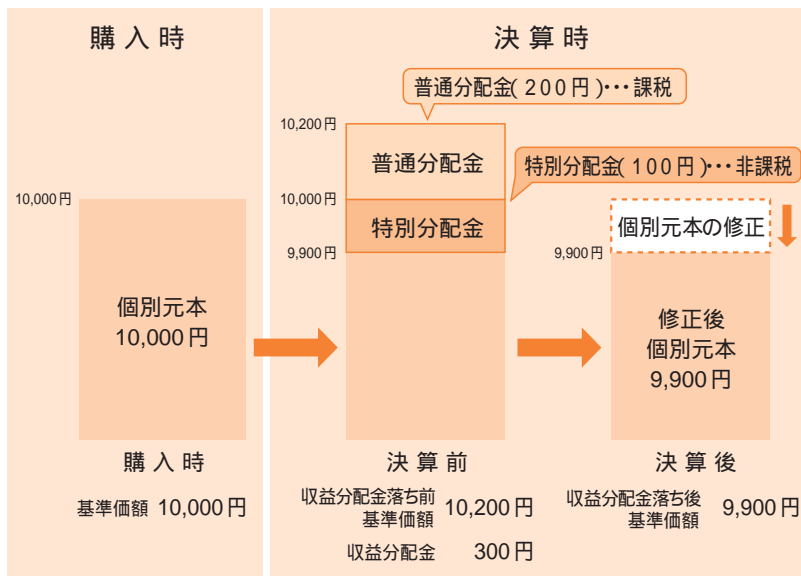 購入時
10,000円
個別元本
10,000円
購入時
基準価額 10,000円
決算時
普通分配金(200円)…課税
10,200円
普通分配金
特別分配金(100円)…非課税
10,000円
特別分配金
9,900円
決算前
収益分配金落ち前
基準価額 10,200円
収益分配金 300円
個別元本の修正
9,900円
修正後
個別元本
9,900円
決算後
収益分配金落ち後
基準価額 9,900円